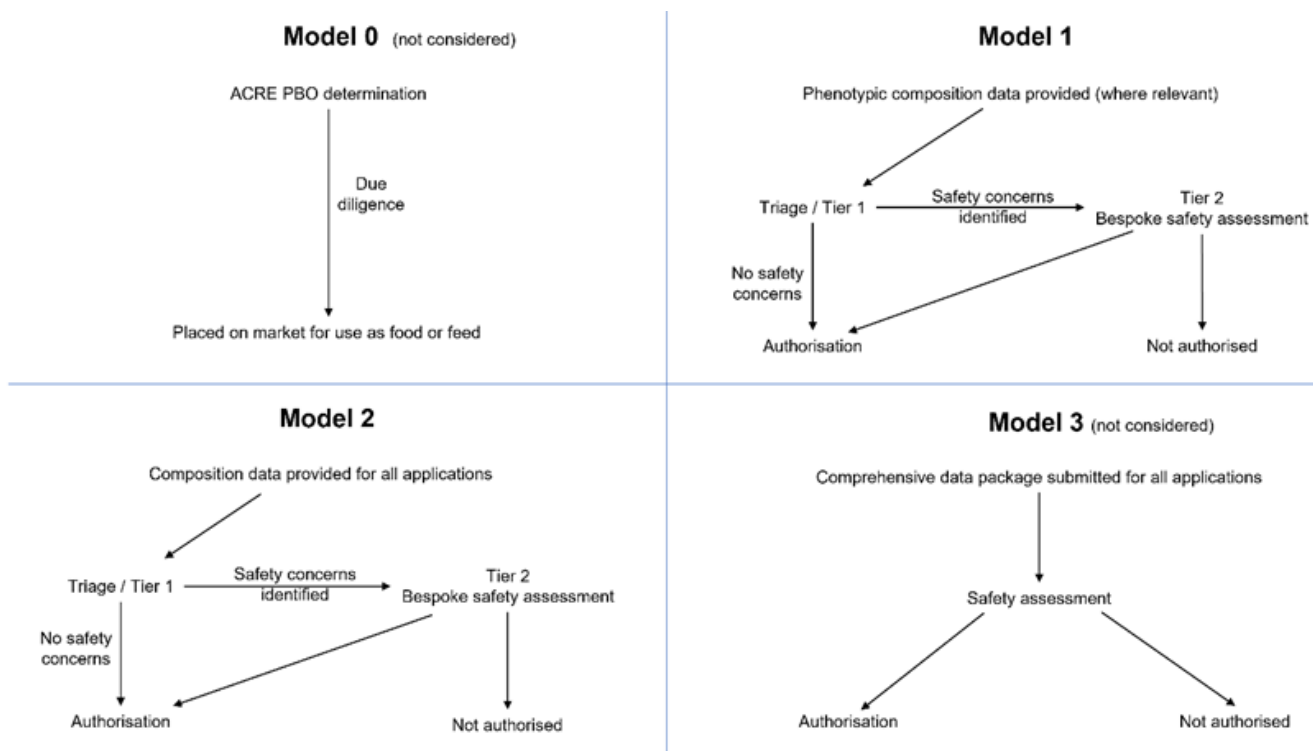 Model 0 (not considered)
ACRE PBO determination
Due
diligence
Placed on market for use as food or feed
Model 1
Phenotypic composition data provided (where relevant)
Triage / Tier 1
Safety concerns
identified
Tier 2
Bespoke safety assessment
No safety
concerns
Authorisation
Not authorised
Model 2
Composition data provided for all applications
Triage / Tier 1
Safety concerns
identified
Tier 2
Bespoke safety assessment
No safety
concerns
Authorisation
Not authorised
Model 3 (not considered)
Comprehensive data package submitted for all applications
Safety assessment
Authorisation
Not authorised